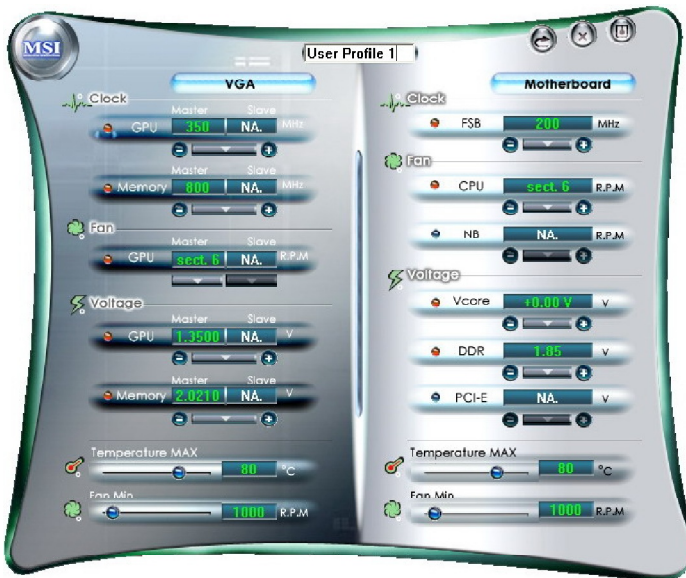 MSI
User Profile 1
VGA
Clock
Master Slave
GPU 350 NA. MHz
Memory 800 NA. MHz
Fan
Master Slave
GPU sect. 6 NA. R.P.M
Voltage
Master Slave
GPU 1.3500 NA. V
Master Slave
Memory 2.0210 NA. V
Temperature MAX
80 °C
Fan Min
1000 R.P.M
Motherboard
Clock
FSB 200 MHz
Fan
CPU sect. 6 R.P.M
NB NA. R.P.M
Voltage
Vcore +0.00 V V
DDR 1.85 V
PCI-E NA. V
Temperature MAX
80 °C
Fan Min
1000 R.P.M